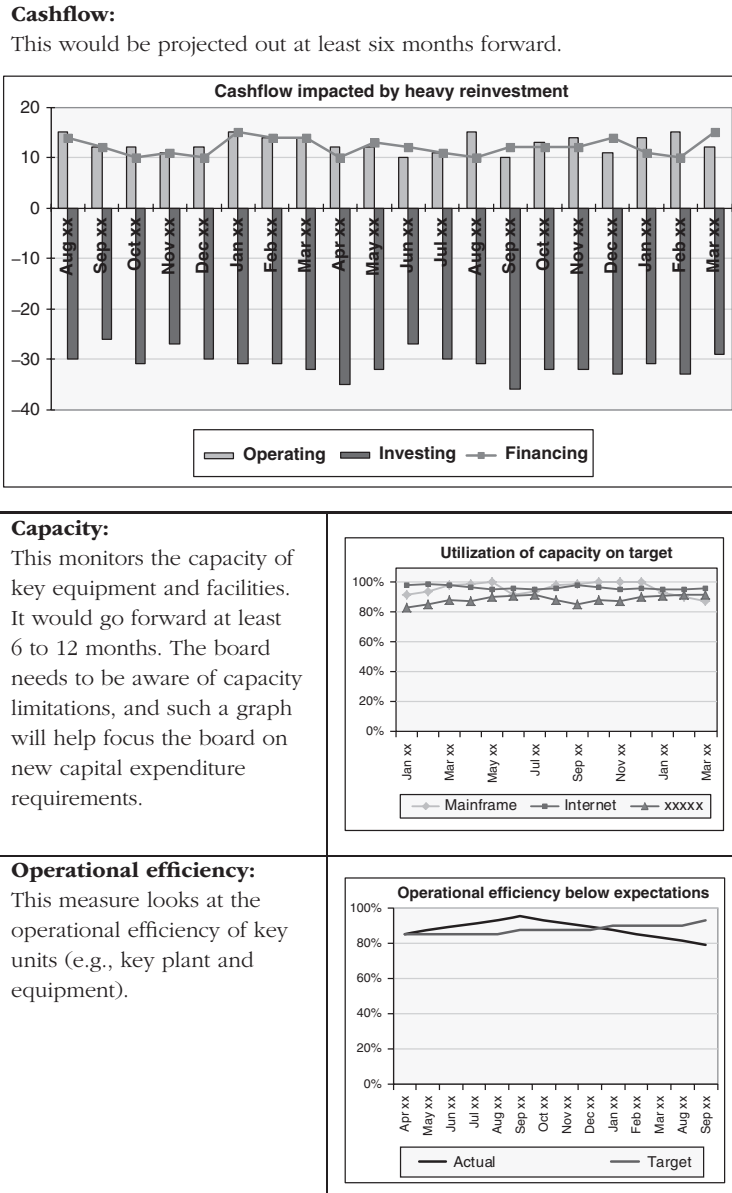 Cashflow:
This would be projected out at least six months forward.
Cashflow impacted by heavy reinvestment
20
10
0
–10
–20
–30
–40
Aug xx
Sep xx
Oct xx
Nov xx
Dec xx
Jan xx
Feb xx
Mar xx
Apr xx
May xx
Jun xx
Jul xx
Aug xx
Sep xx
Oct xx
Nov xx
Dec xx
Jan xx
Feb xx
Mar xx
Operating Investing Financing
Capacity:
This monitors the capacity of
key equipment and facilities.
It would go forward at least
6 to 12 months. The board
needs to be aware of capacity
limitations, and such a graph
will help focus the board on
new capital expenditure
requirements.
Utilization of capacity on target
100%
80%
60%
40%
20%
0%
Jan xx
Mar xx
May xx
Jul xx
Sep xx
Nov xx
Jan xx
Mar xx
Mainframe Internet xxxxx
Operational efficiency:
This measure looks at the
operational efficiency of key
units (e.g., key plant and
equipment).
Operational efficiency below expectations
100%
80%
60%
40%
20%
0%
Apr xx
May xx
Jun xx
Jul xx
Aug xx
Sep xx
Oct xx
Nov xx
Dec xx
Jan xx
Feb xx
Mar xx
Aug xx
Sep xx
Actual Target